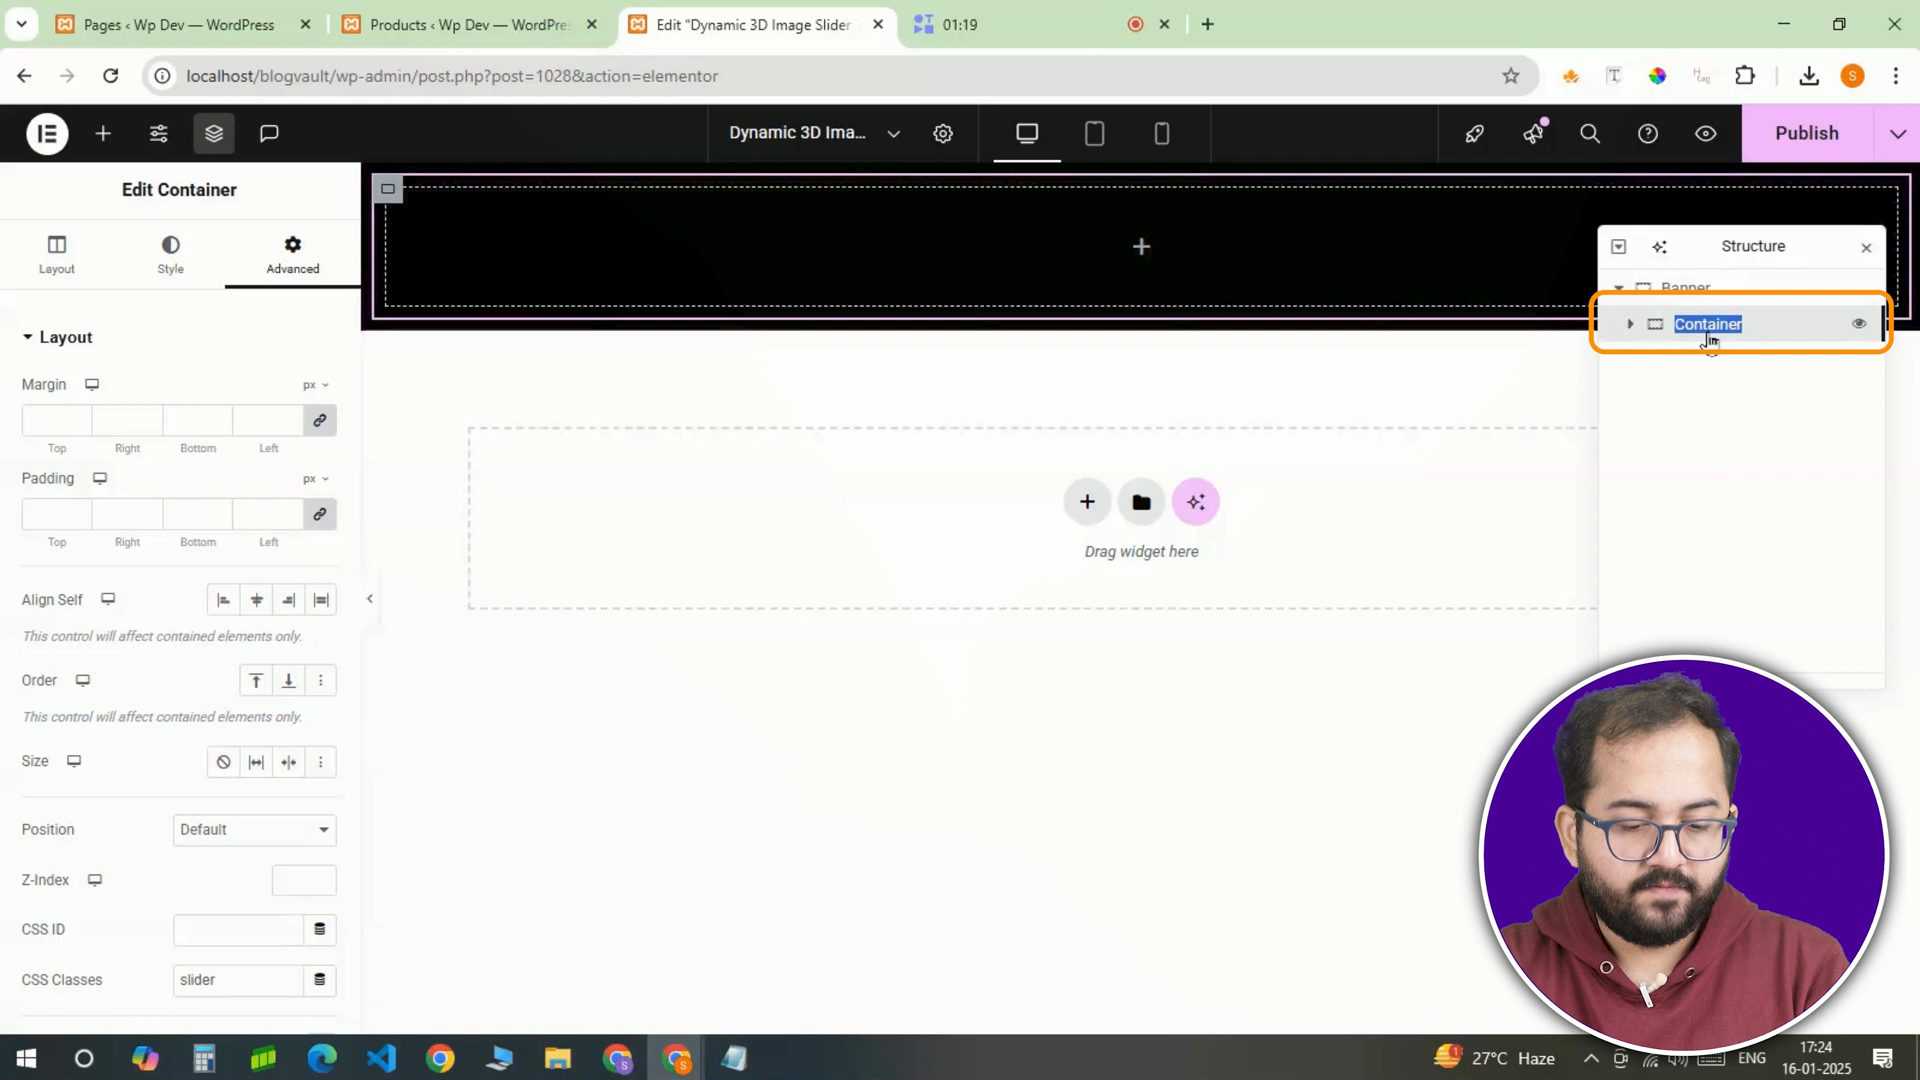 Pages ‹ Wp Dev — WordPress
Products ‹ Wp Dev — WordPre
Edit "Dynamic 3D Image Slider
01:19
localhost/blogvault/wp-admin/post.php?post=1028&action=elementor
S
Dynamic 3D Ima...
Publish
Edit Container
Layout
Style
Advanced
Structure
Banner
Container
Layout
Margin
px
Top
Right
Bottom
Left
Padding
px
Top
Right
Bottom
Left
Drag widget here
Align Self
This control will affect contained elements only.
Order
This control will affect contained elements only.
Size
Position
Default
Z-Index
CSS ID
CSS Classes
slider
27°C Haze
ENG
17:24
16-01-2025